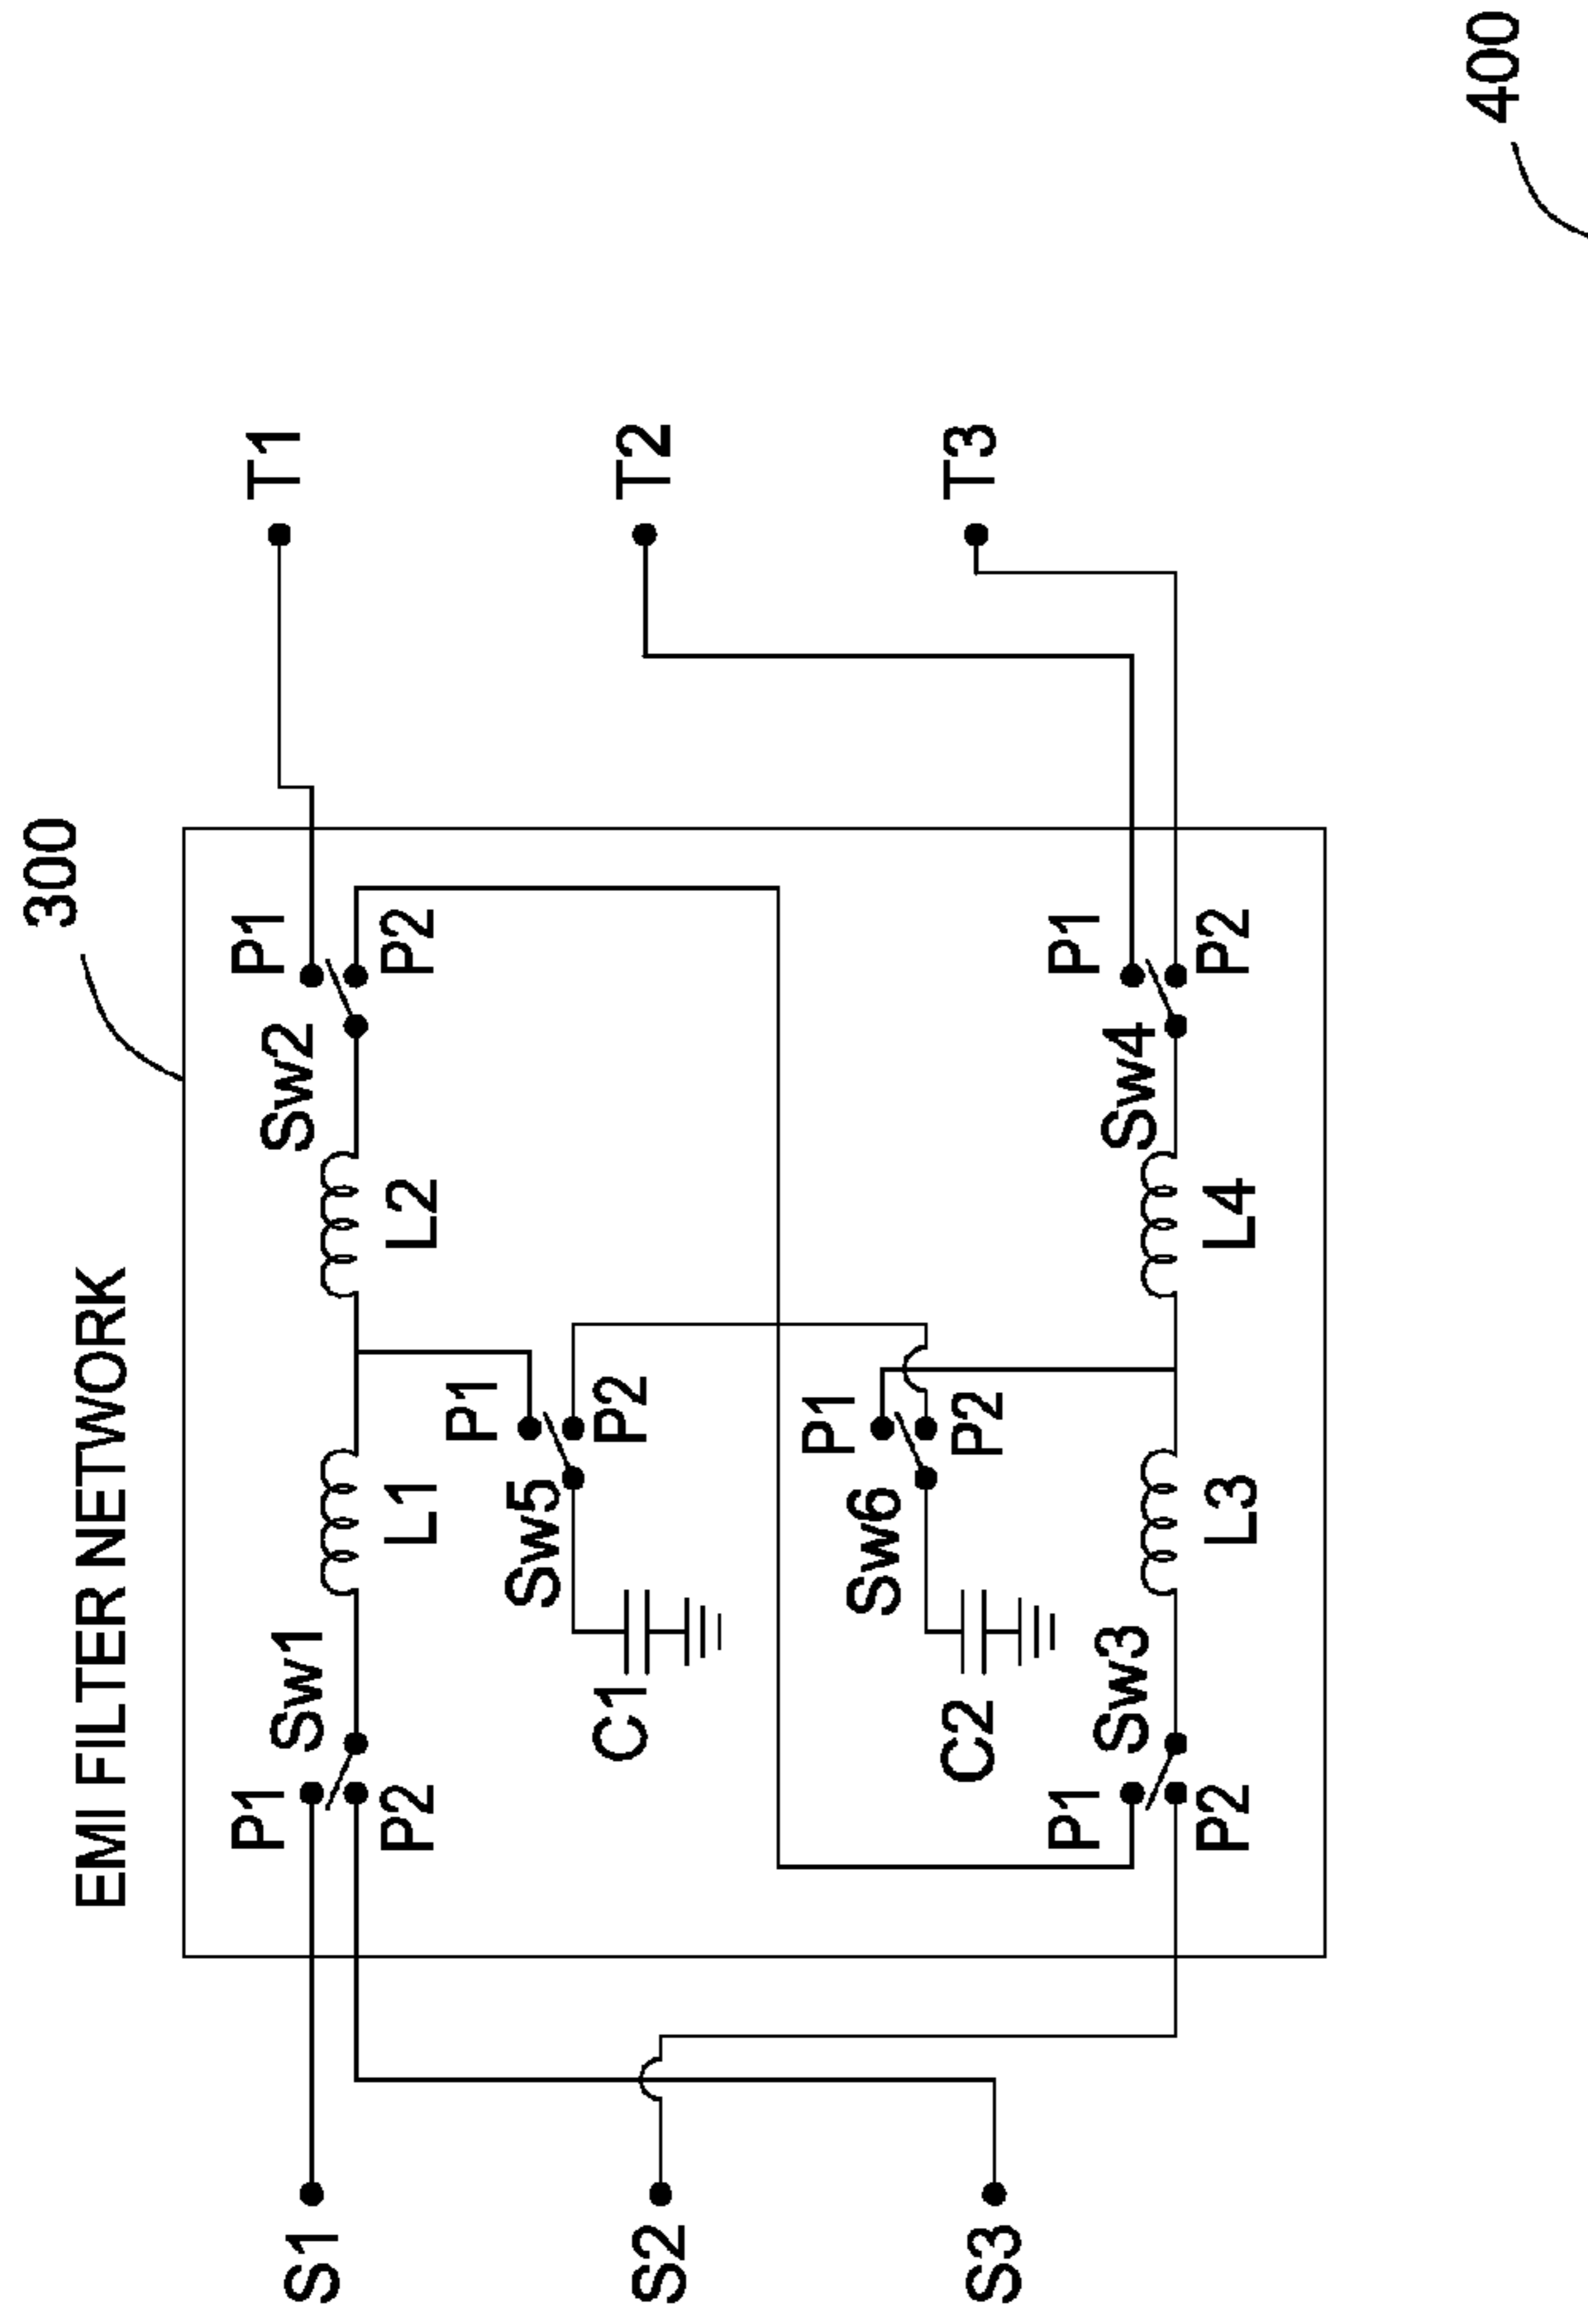 400
300
EMI FILTER NETWORK
S1
P1
Sw1
L1
L2
Sw2
P1
T1
P2
P2
P1
Sw5
P2
C1
S2
T2
P1
Sw6
P2
C2
S3
T3
P1
Sw3
P2
L3
L4
Sw4
P1
P2